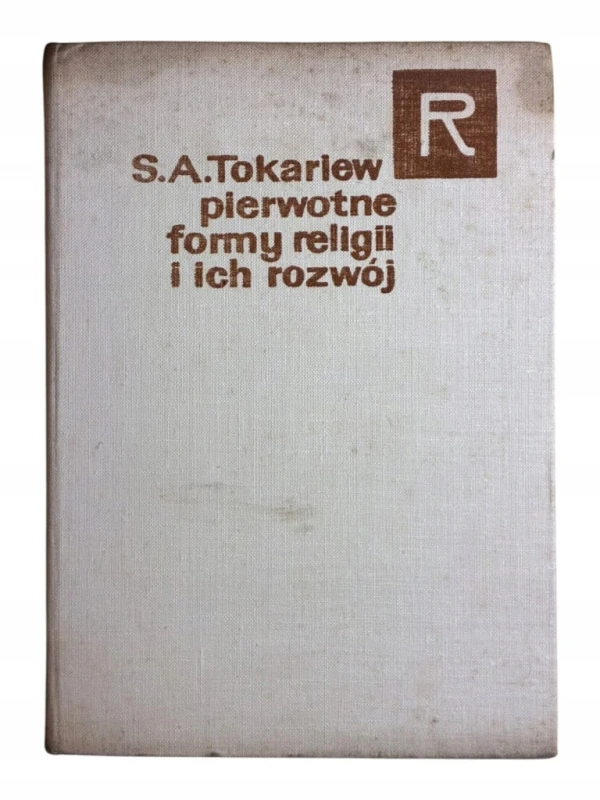 R
S.A.Tokariew
pierwotne
formy religii
i ich rozwój